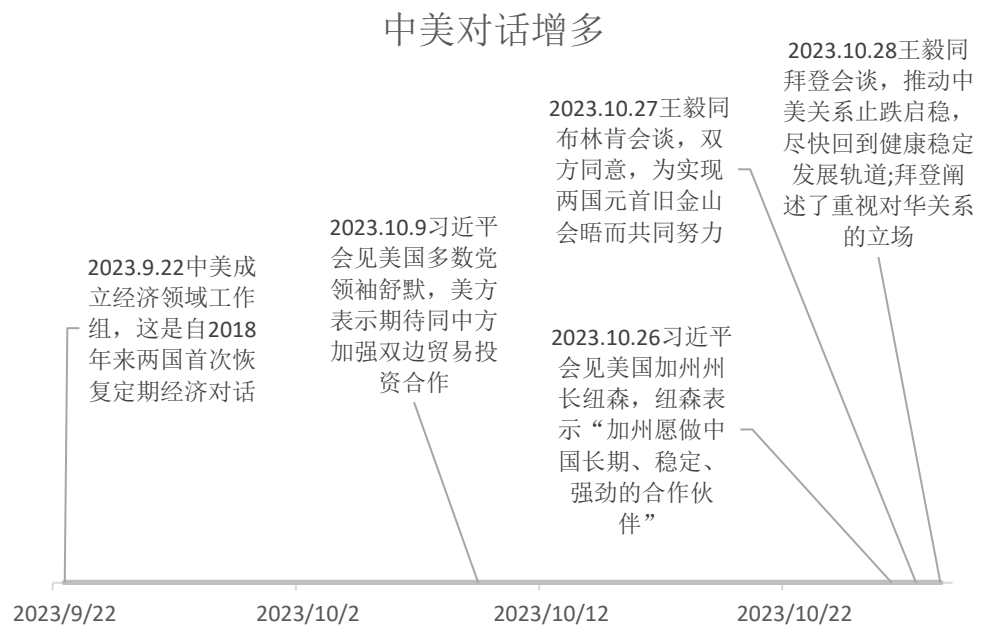 中美对话增多
2023.9.22中美成
立经济领域工作
组，这是自2018
年来两国首次恢
复定期经济对话
2023.10.9习近平
会见美国多数党
领袖舒默，美方
表示期待同中方
加强双边贸易投
资合作
2023.10.26习近平
会见美国加州州
长纽森，纽森表
示“加州愿做中
国长期、稳定、
强劲的合作伙
伴”
2023.10.27王毅同
布林肯会谈，双
方同意，为实现
两国元首旧金山
会晤而共同努力
2023.10.28王毅同
拜登会谈，推动中
美关系止跌启稳，
尽快回到健康稳定
发展轨道;拜登阐
述了重视对华关系
的立场
2023/9/22
2023/10/2
2023/10/12
2023/10/22